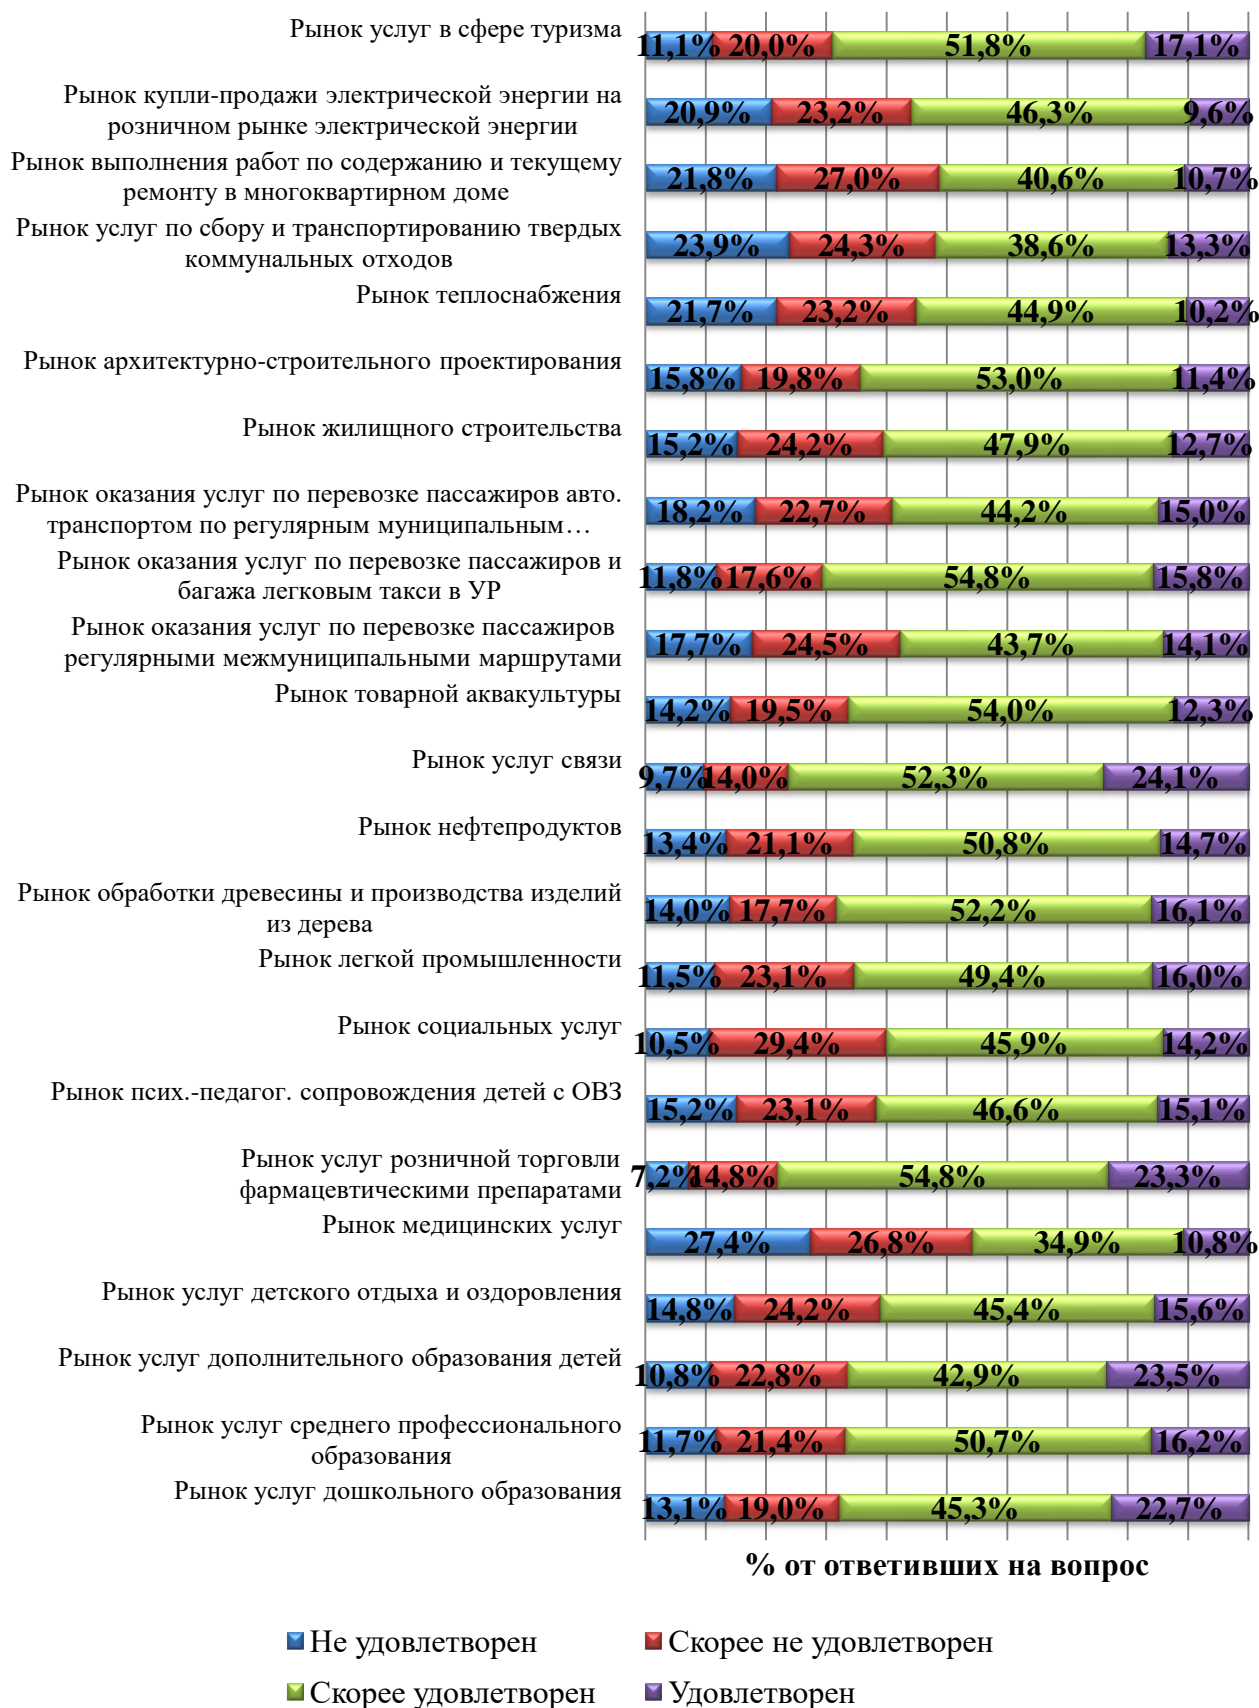 Рынок услуг в сфере туризма
11,1% 20,0% 51,8% 17,1%
Рынок купли-продажи электрической энергии на
розничном рынке электрической энергии
20,9% 23,2% 46,3% 9,6%
Рынок выполнения работ по содержанию и текущему
ремонту в многоквартирном доме
21,8% 27,0% 40,6% 10,7%
Рынок услуг по сбору и транспортированию твердых
коммунальных отходов
23,9% 24,3% 38,6% 13,3%
Рынок теплоснабжения
21,7% 23,2% 44,9% 10,2%
Рынок архитектурно-строительного проектирования
15,8% 19,8% 53,0% 11,4%
Рынок жилищного строительства
15,2% 24,2% 47,9% 12,7%
Рынок оказания услуг по перевозке пассажиров авто.
транспортом по регулярным муниципальным…
18,2% 22,7% 44,2% 15,0%
Рынок оказания услуг по перевозке пассажиров и
багажа легковым такси в УР
11,8% 17,6% 54,8% 15,8%
Рынок оказания услуг по перевозке пассажиров
регулярными межмуниципальными маршрутами
17,7% 24,5% 43,7% 14,1%
Рынок товарной аквакультуры
14,2% 19,5% 54,0% 12,3%
Рынок услуг связи
9,7% 14,0% 52,3% 24,1%
Рынок нефтепродуктов
13,4% 21,1% 50,8% 14,7%
Рынок обработки древесины и производства изделий
из дерева
14,0% 17,7% 52,2% 16,1%
Рынок легкой промышленности
11,5% 23,1% 49,4% 16,0%
Рынок социальных услуг
10,5% 29,4% 45,9% 14,2%
Рынок псих.-педагог. сопровождения детей с ОВЗ
15,2% 23,1% 46,6% 15,1%
Рынок услуг розничной торговли
фармацевтическими препаратами
7,2% 14,8% 54,8% 23,3%
Рынок медицинских услуг
27,4% 26,8% 34,9% 10,8%
Рынок услуг детского отдыха и оздоровления
14,8% 24,2% 45,4% 15,6%
Рынок услуг дополнительного образования детей
10,8% 22,8% 42,9% 23,5%
Рынок услуг среднего профессионального
образования
11,7% 21,4% 50,7% 16,2%
Рынок услуг дошкольного образования
13,1% 19,0% 45,3% 22,7%
% от ответивших на вопрос
Не удовлетворен
Скорее не удовлетворен
Скорее удовлетворен
Удовлетворен